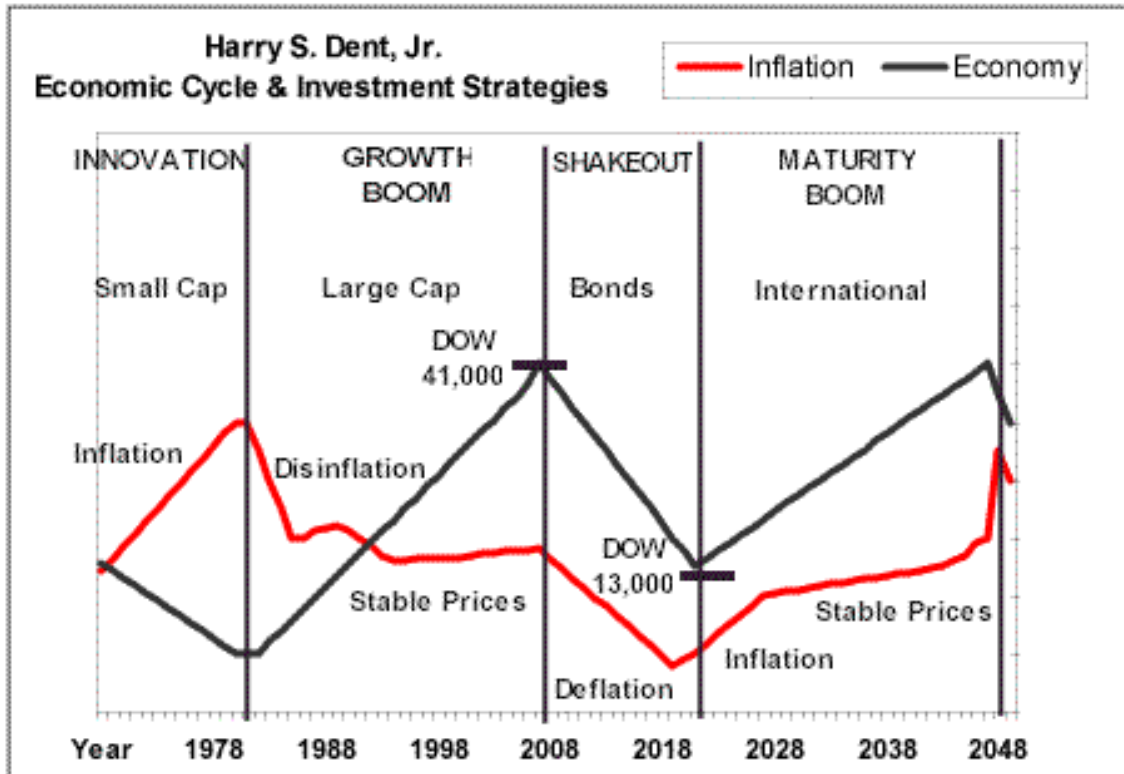 Harry S. Dent, Jr.
Economic Cycle & Investment Strategies
Inflation Economy
INNOVATION GROWTH BOOM SHAKEOUT MATURITY BOOM
Small Cap Large Cap Bonds International
DOW
41,000
Inflation Disinflation
DOW
13,000
Stable Prices Stable Prices
Inflation
Deflation
Year 1978 1988 1998 2008 2018 2028 2038 2048